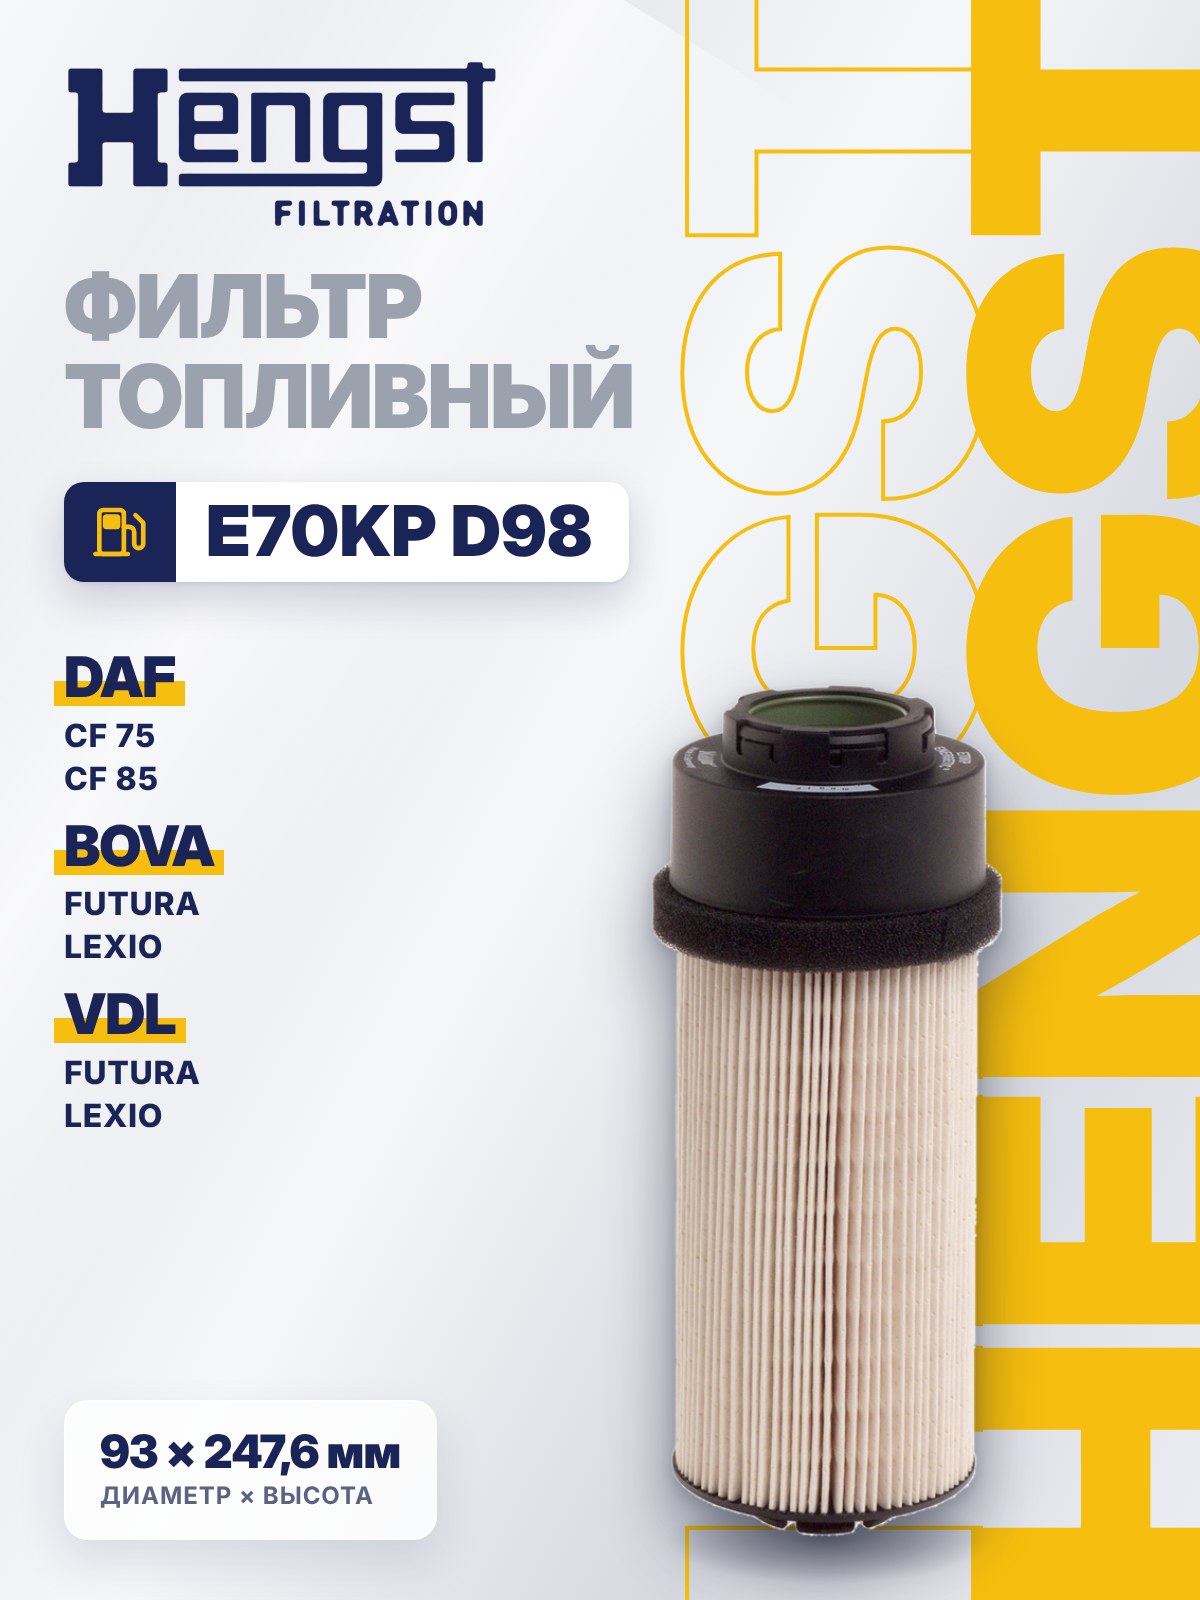 Hengst
FILTRATION
ФИЛЬТР
ТОПЛИВНЫЙ
E70KP D98
DAF
CF 75
CF 85
BOVA
FUTURA
LEXIO
VDL
FUTURA
LEXIO
93 × 247,6 мм
ДИАМЕТР × ВЫСОТА
HENGST